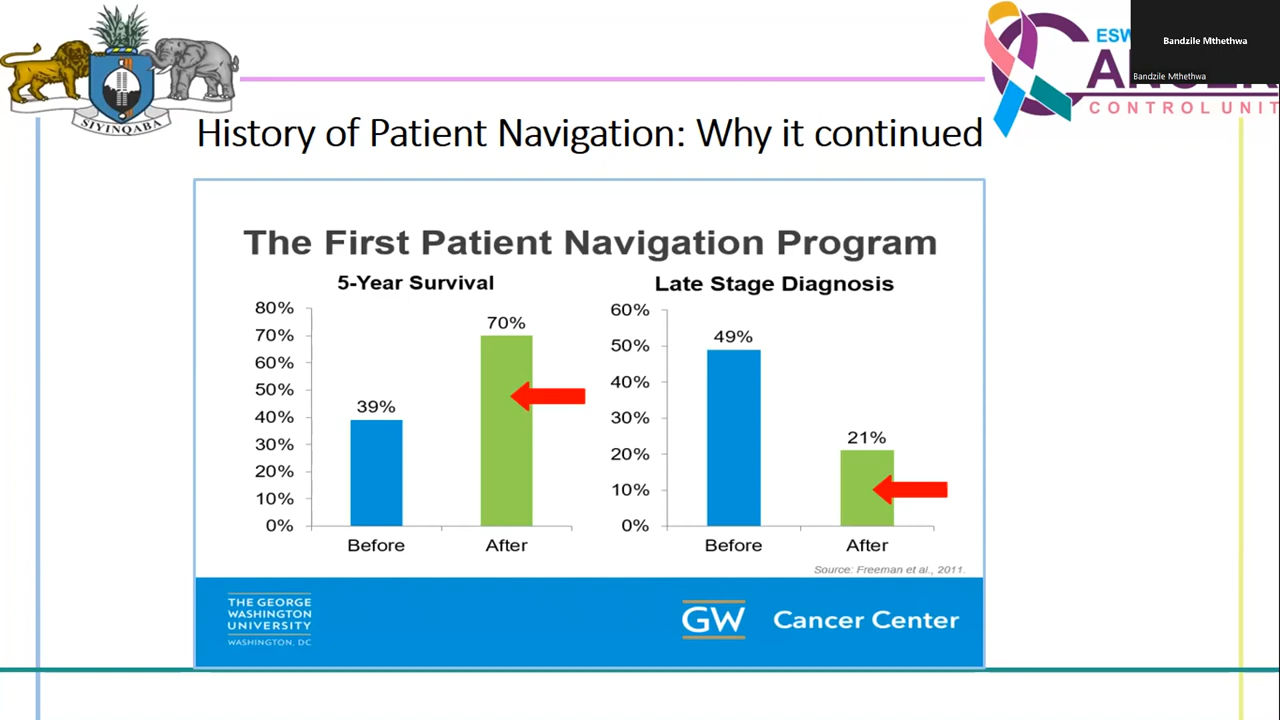 Bandzile Mthethwa
Bandzile Mthethwa
ESW
CONTROL UNIT
SIYINQABA
History of Patient Navigation: Why it continued
The First Patient Navigation Program
5-Year Survival
80%
70%
60%
50%
40%
30%
20%
10%
0%
39%
70%
Before
After
Late Stage Diagnosis
60%
50%
40%
30%
20%
10%
0%
49%
21%
Before
After
Source: Freeman et al., 2011.
THE GEORGE
WASHINGTON
UNIVERSITY
WASHINGTON, DC
GW
Cancer Center